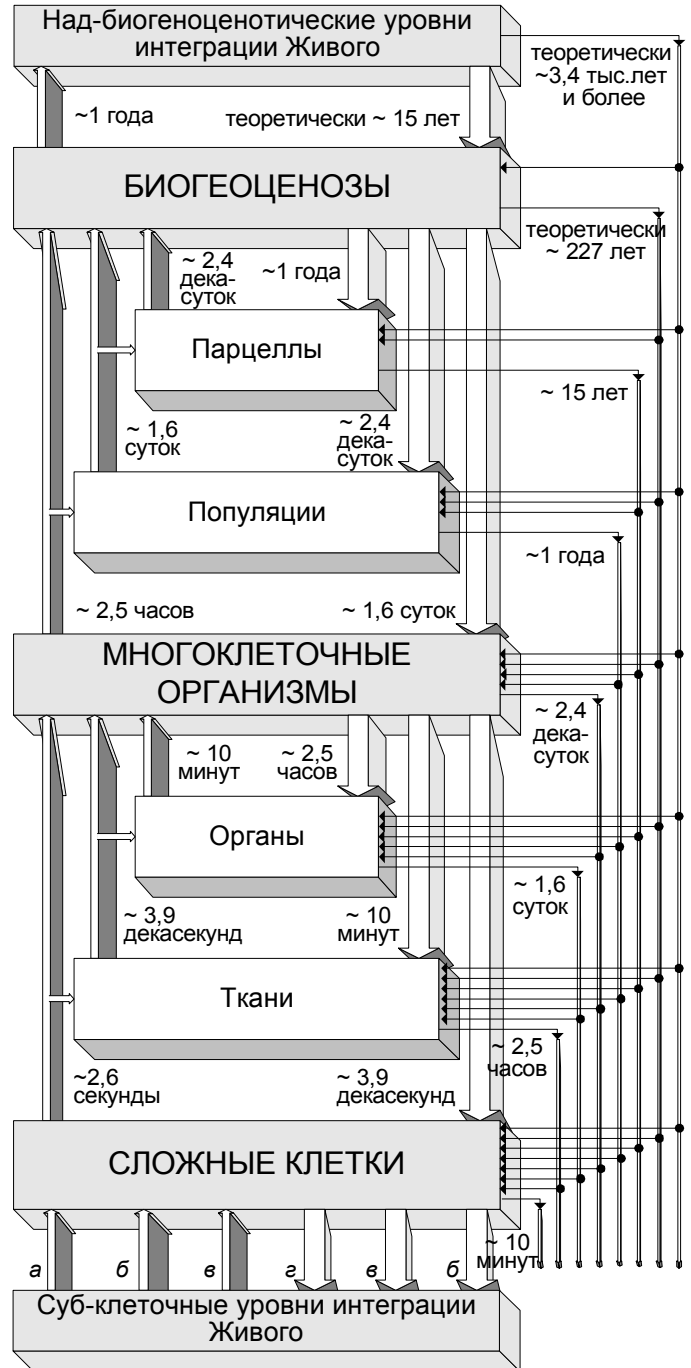 Над-биогеноценотические уровни
интеграции Живого
теоретически
~3,4 тыс.лет
и более
~1 года
теоретически ~ 15 лет
БИОГЕОЦЕНОЗЫ
теоретически
~ 227 лет
~ 2,4
дека-
суток
~1 года
Парцеллы
~ 15 лет
~ 1,6
суток
~ 2,4
дека-
суток
Популяции
~1 года
~ 2,5 часов
~ 1,6 суток
МНОГОКЛЕТОЧНЫЕ
ОРГАНИЗМЫ
~ 2,4
дека-
суток
~ 10
минут
~ 2,5
часов
Органы
~ 1,6
суток
~ 3,9
декасекунд
~ 10
минут
Ткани
~ 2,5
часов
~2,6
секунды
~ 3,9
декасекунд
СЛОЖНЫЕ КЛЕТКИ
~ 10
минут
а б в г в б
Суб-клеточные уровни интеграции
Живого